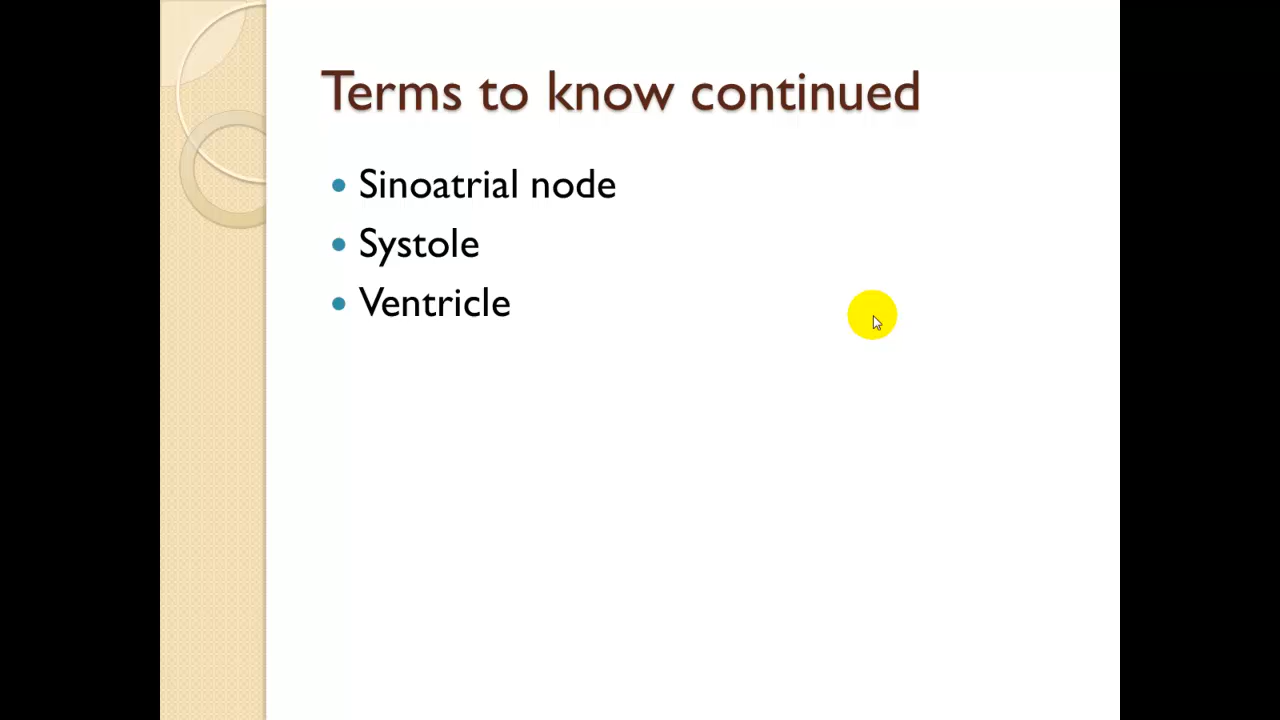 Terms to know continued
• Sinoatrial node
• Systole
• Ventricle